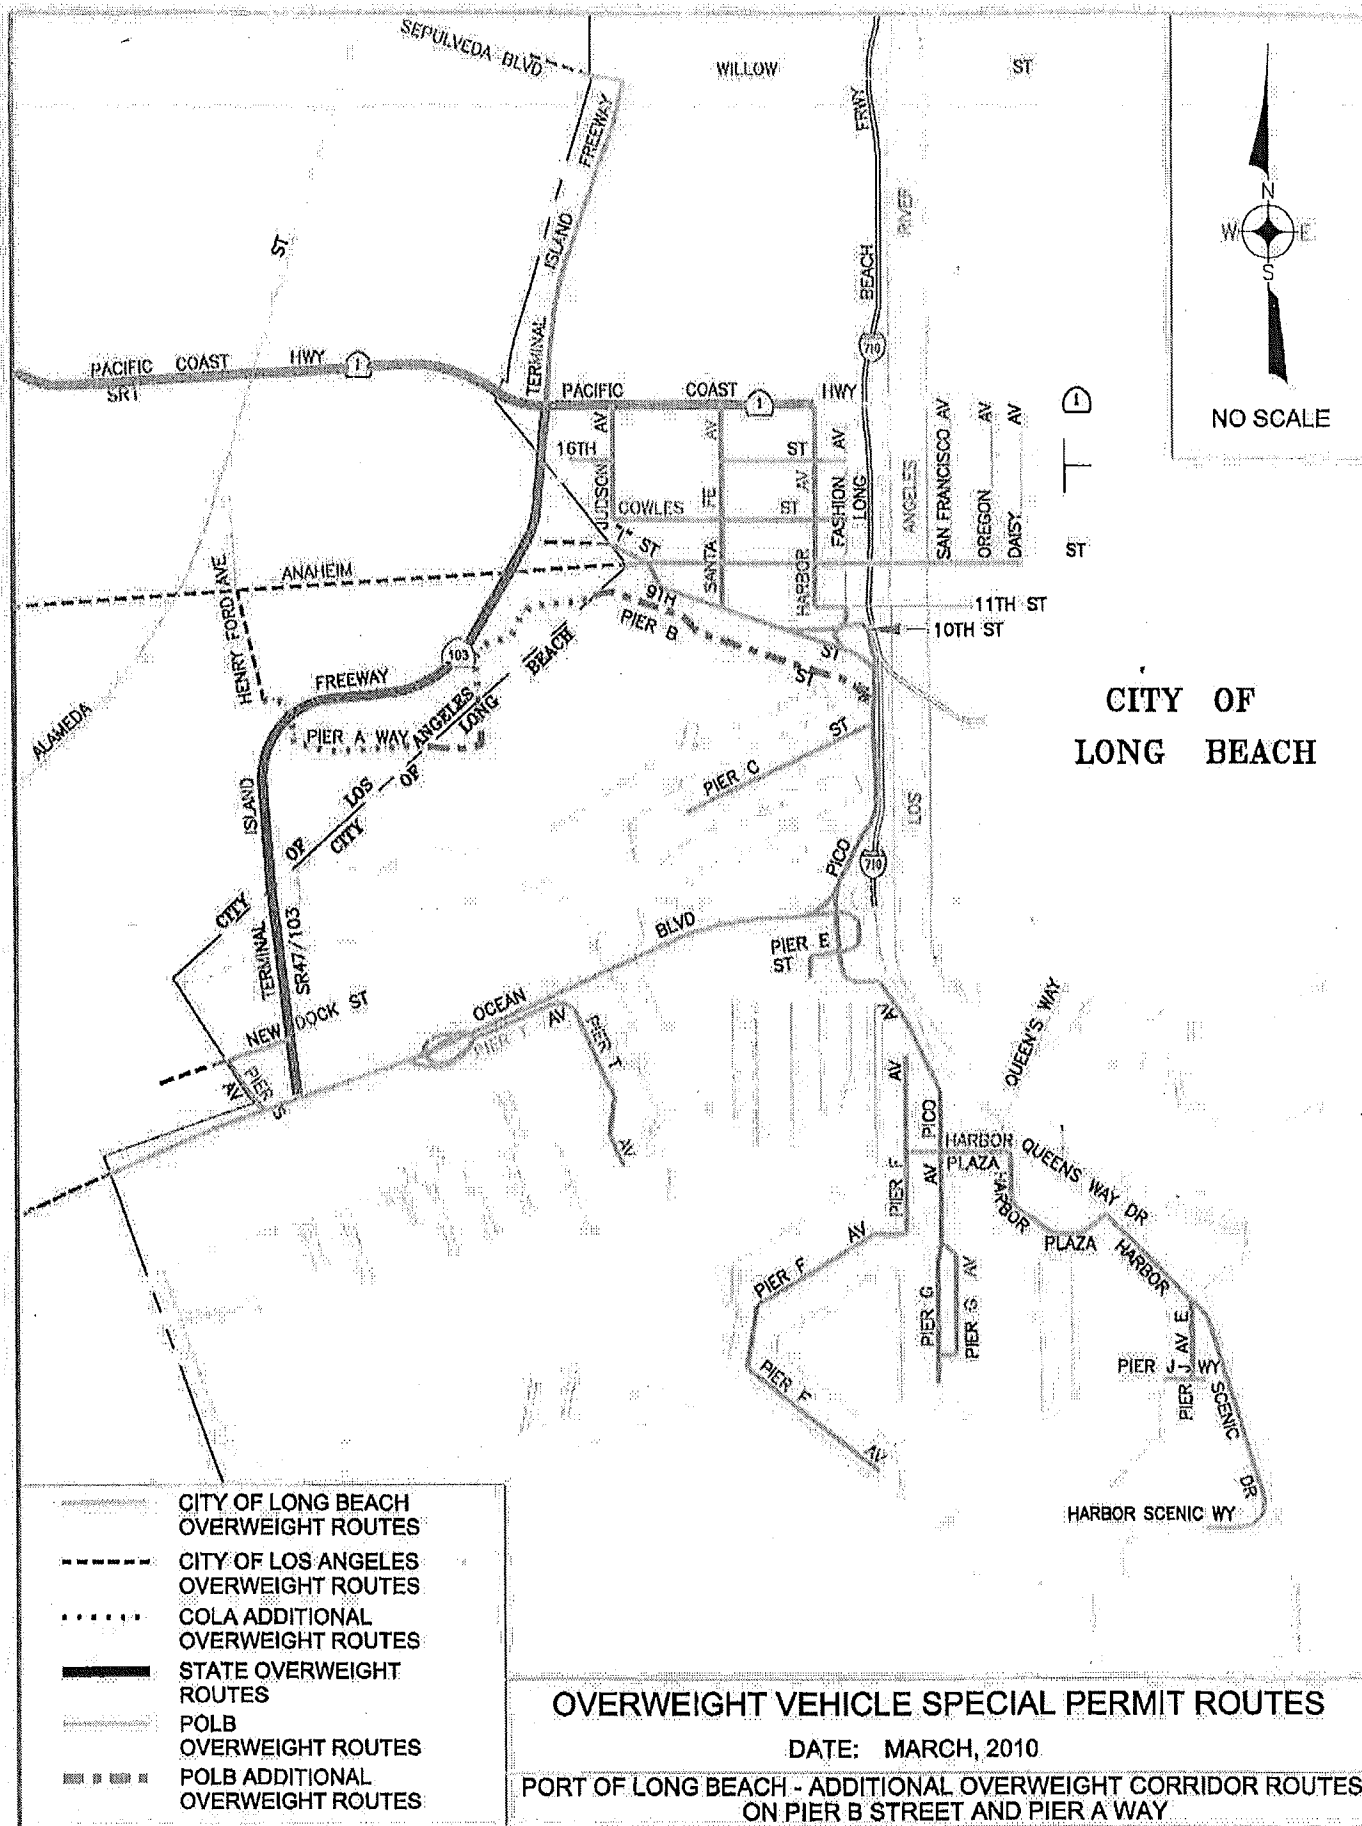 SEPULVEDA BLVD
WILLOW ST
TERMINAL ISLAND FREEWAY
LONG BEACH FRWY
710
LOS ANGELES RIVER
N
W E
S
NO SCALE
ST
PACIFIC COAST HWY
1
SR1
PACIFIC COAST HWY
1
1
16TH ST
JUDSON AV
SANTA FE AV
HARBOR AV
FASHION AV
SAN FRANCISCO AV
OREGON AV
DAISY AV
COWLES ST
ANAHEIM ST
HENRY FORD AVE
ALAMEDA
ST
9TH ST
PIER B ST
11TH ST
10TH ST
103
FREEWAY
PIER A WAY
CITY OF LOS ANGELES
CITY OF LONG BEACH
CITY OF
LONG BEACH
PIER C ST
PICO
710
TERMINAL ISLAND
SR47/103
NEW DOCK ST
PIER S AV
OCEAN BLVD
PIER T AV
PIER T AV
PIER E
ST
AV
QUEEN'S WAY
PICO AV
HARBOR
PLAZA
QUEENS WAY DR
HARBOR PLAZA
PIER F AV
PIER F AV
PIER F AV
PIER G
PIER G AV
HARBOR SCENIC DR
PIER J AV E
PIER J WY
HARBOR SCENIC WY
CITY OF LONG BEACH
OVERWEIGHT ROUTES
CITY OF LOS ANGELES
OVERWEIGHT ROUTES
COLA ADDITIONAL
OVERWEIGHT ROUTES
STATE OVERWEIGHT
ROUTES
POLB
OVERWEIGHT ROUTES
POLB ADDITIONAL
OVERWEIGHT ROUTES
OVERWEIGHT VEHICLE SPECIAL PERMIT ROUTES
DATE: MARCH, 2010
PORT OF LONG BEACH - ADDITIONAL OVERWEIGHT CORRIDOR ROUTES
ON PIER B STREET AND PIER A WAY